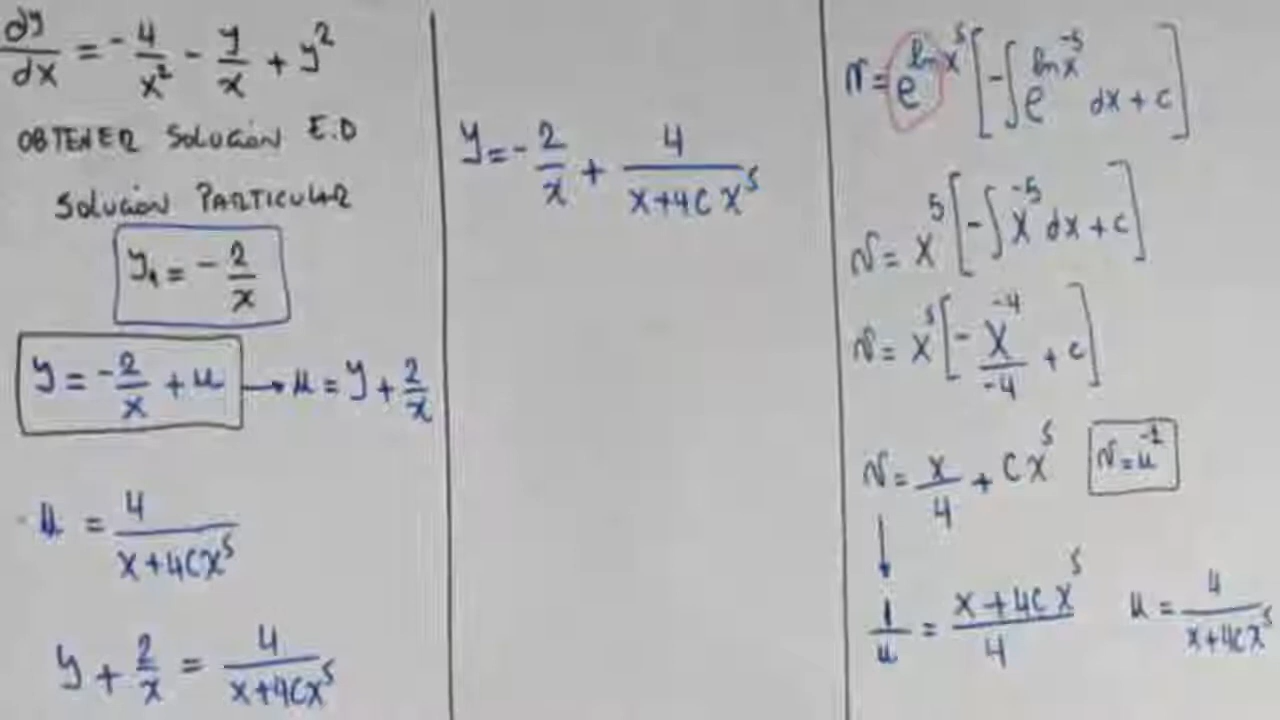 dy/dx = -4/x² - y/x + y²
OBTENER SOLUCIÓN E.D
SOLUCIÓN PARTICULAR
y₁ = -2/x
y = -2/x + u → u = y + 2/x
u = 4/(x+4Cx⁵)
y + 2/x = 4/(x+4Cx⁵)
y = -2/x + 4/(x+4Cx⁵)
v = e^(ln x⁵) [-∫ e^(ln x⁻⁵) dx + c]
v = x⁵ [-∫ x⁻⁵ dx + c]
v = x⁵ [-x⁻⁴/-4 + c]
v = x/4 + Cx⁵ v = u⁻¹
↓
1/u = (x+4Cx⁵)/4 u = 4/(x+4Cx⁵)